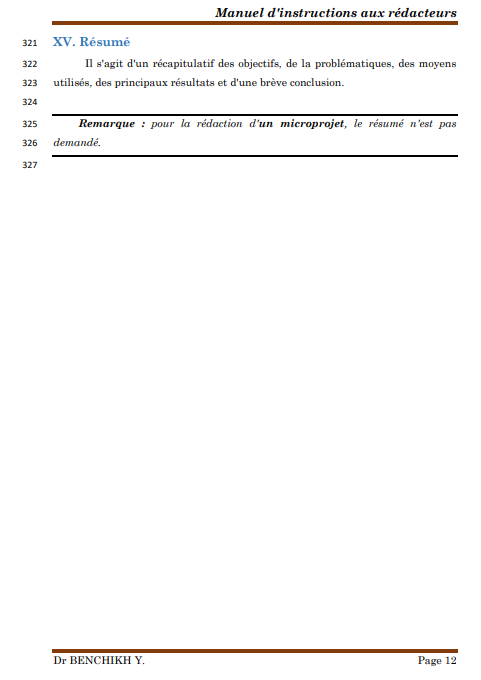 Manuel d'instructions aux rédacteurs
321 XV. Résumé
322 Il s'agit d'un récapitulatif des objectifs, de la problématiques, des moyens
323 utilisés, des principaux résultats et d'une brève conclusion.
324
325 Remarque : pour la rédaction d'un microprojet, le résumé n'est pas
326 demandé.
327
Dr BENCHIKH Y. Page 12